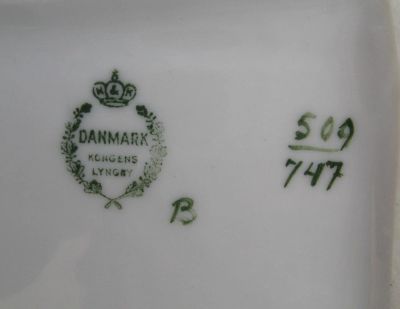 S
N & K
DANMARK
KONGENS
LYNGBY
B
509
747